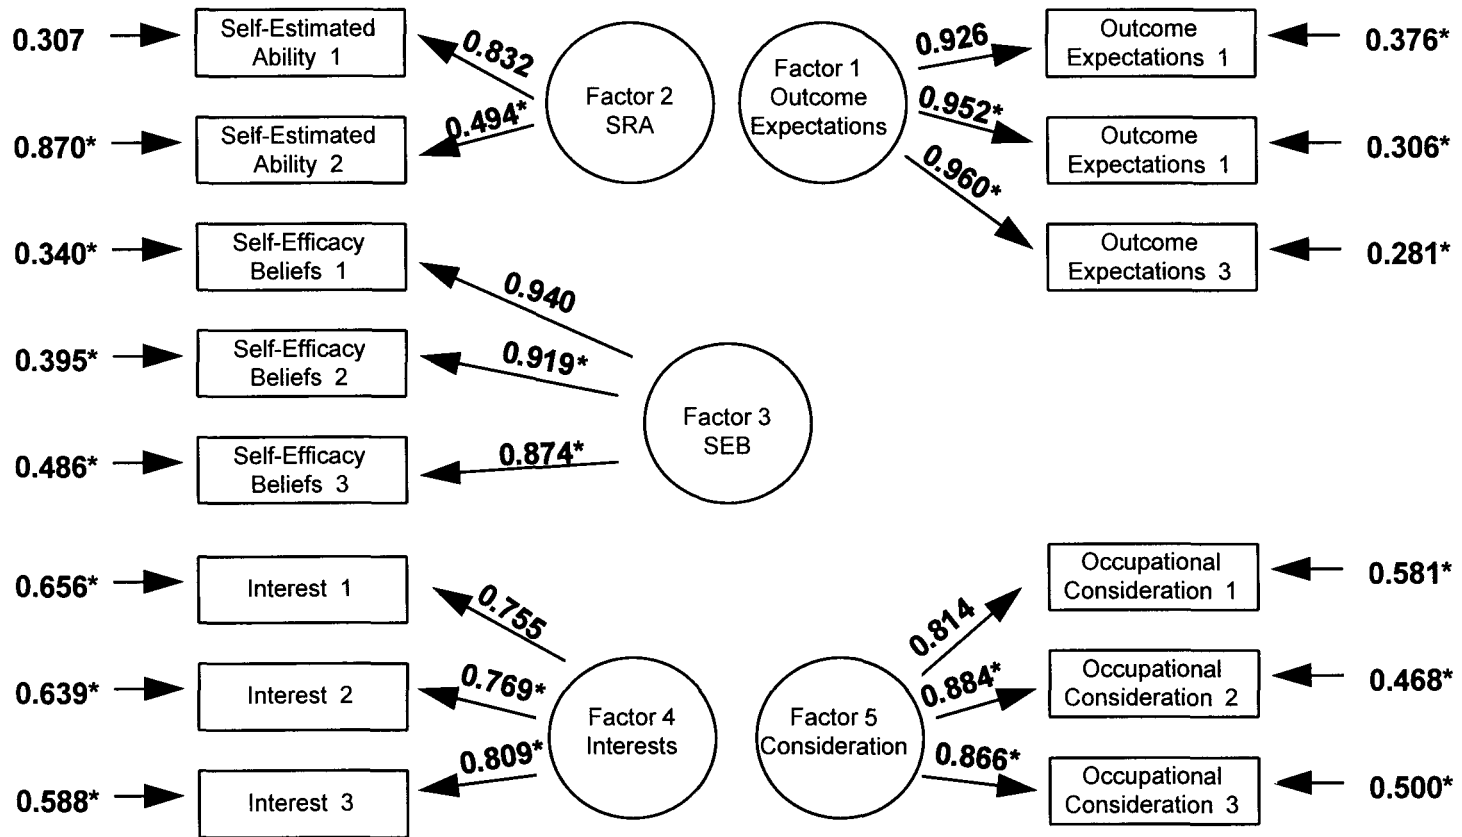 0.307
Self-Estimated
Ability 1
0.832
0.870*
Self-Estimated
Ability 2
0.494*
Factor 2
SRA
Factor 1
Outcome
Expectations
0.926
Outcome
Expectations 1
0.376*
0.952*
Outcome
Expectations 1
0.306*
0.960*
Outcome
Expectations 3
0.281*
0.340*
Self-Efficacy
Beliefs 1
0.940
0.395*
Self-Efficacy
Beliefs 2
0.919*
0.486*
Self-Efficacy
Beliefs 3
0.874*
Factor 3
SEB
0.656*
Interest 1
0.755
0.639*
Interest 2
0.769*
0.588*
Interest 3
0.809*
Factor 4
Interests
Factor 5
Consideration
0.814
Occupational
Consideration 1
0.581*
0.884*
Occupational
Consideration 2
0.468*
0.866*
Occupational
Consideration 3
0.500*